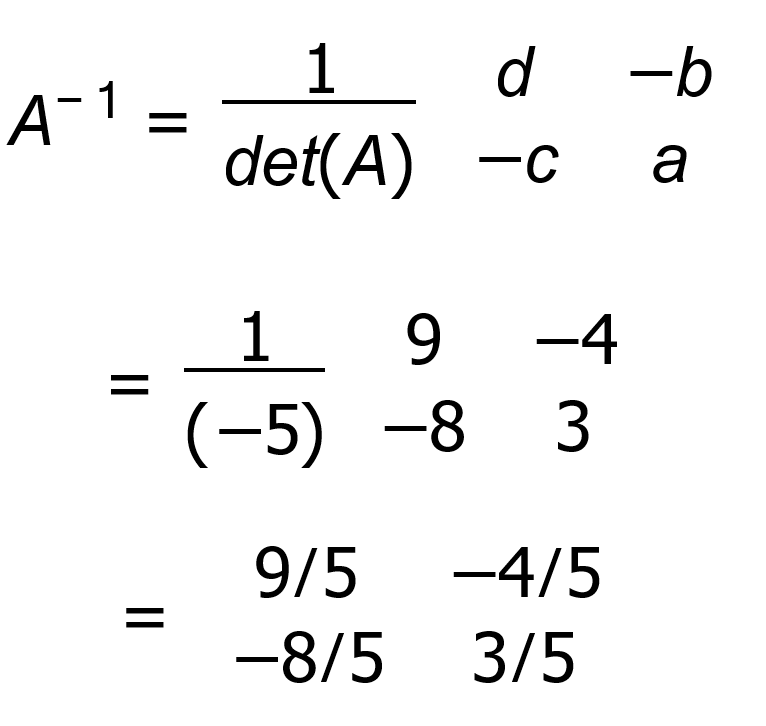 A⁻¹ = 1/det(A) d −b
−c a
= 1/(−5) 9 −4
−8 3
= 9/5 −4/5
−8/5 3/5